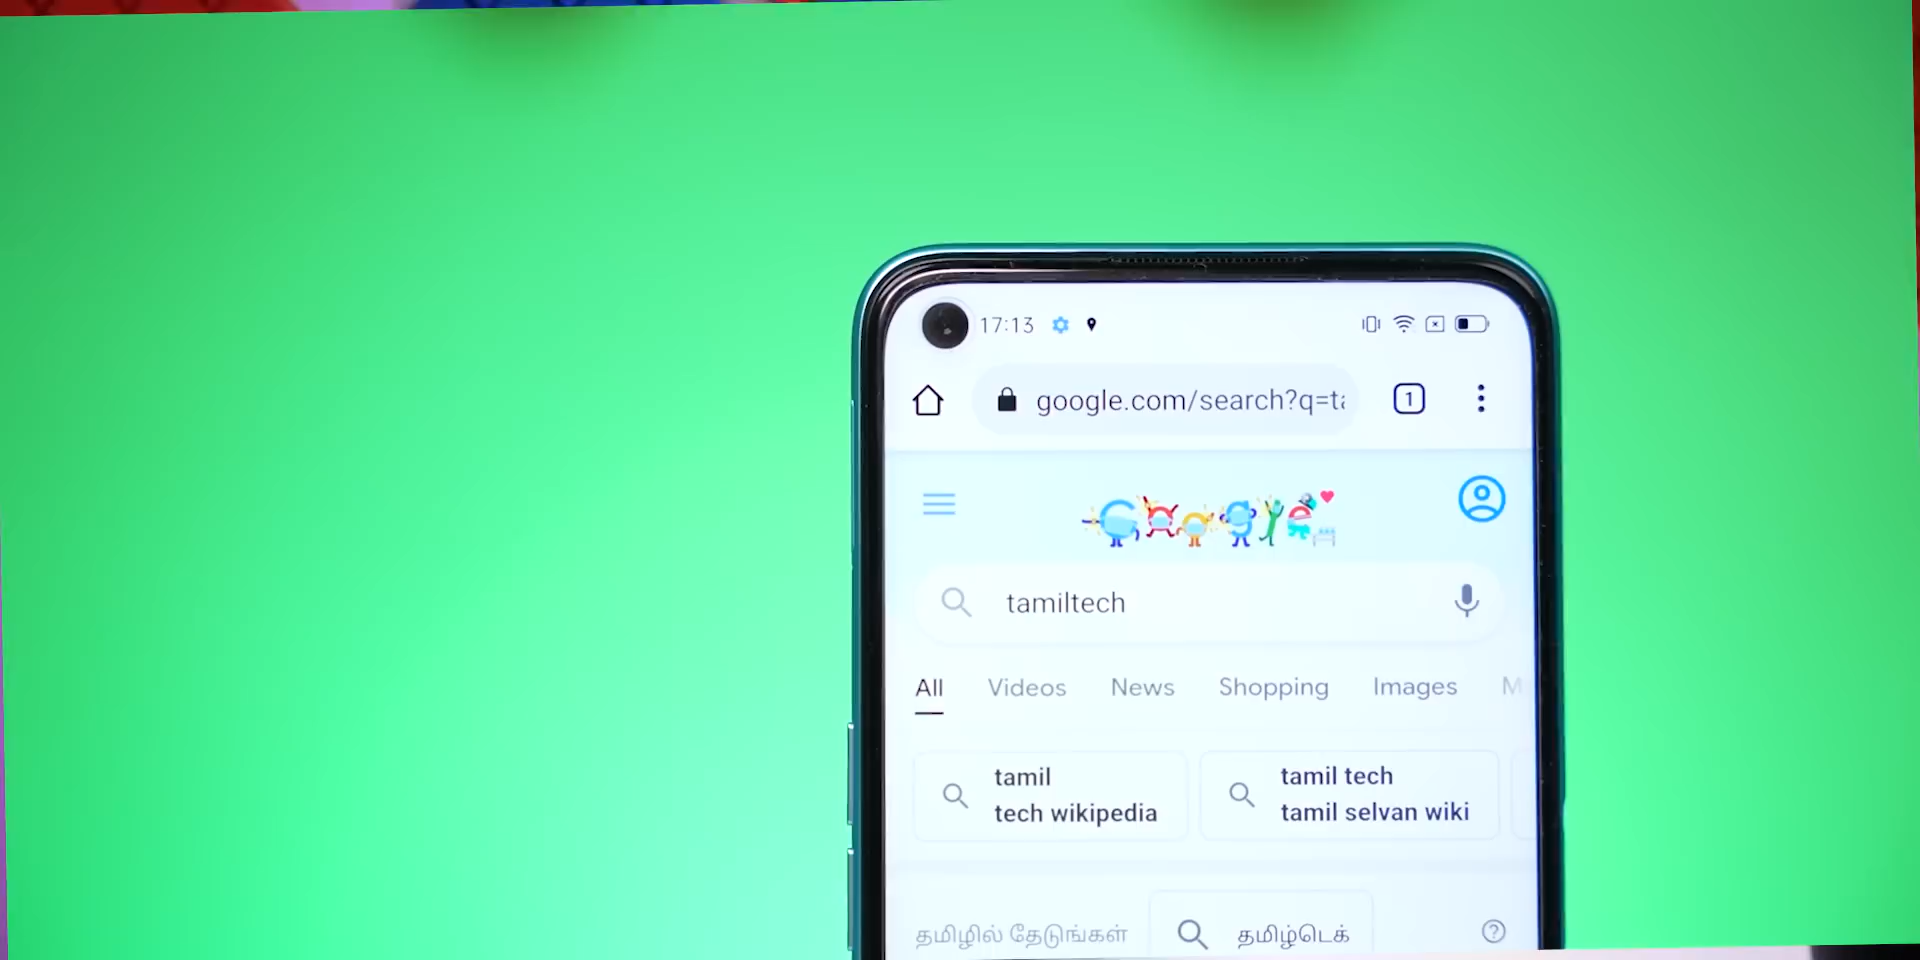 17:13
google.com/search?q=ta
1
Google
tamiltech
All Videos News Shopping Images M
tamil
tech wikipedia
tamil tech
tamil selvan wiki
தமிழில் தேடுங்கள் தமிழ்டெக்